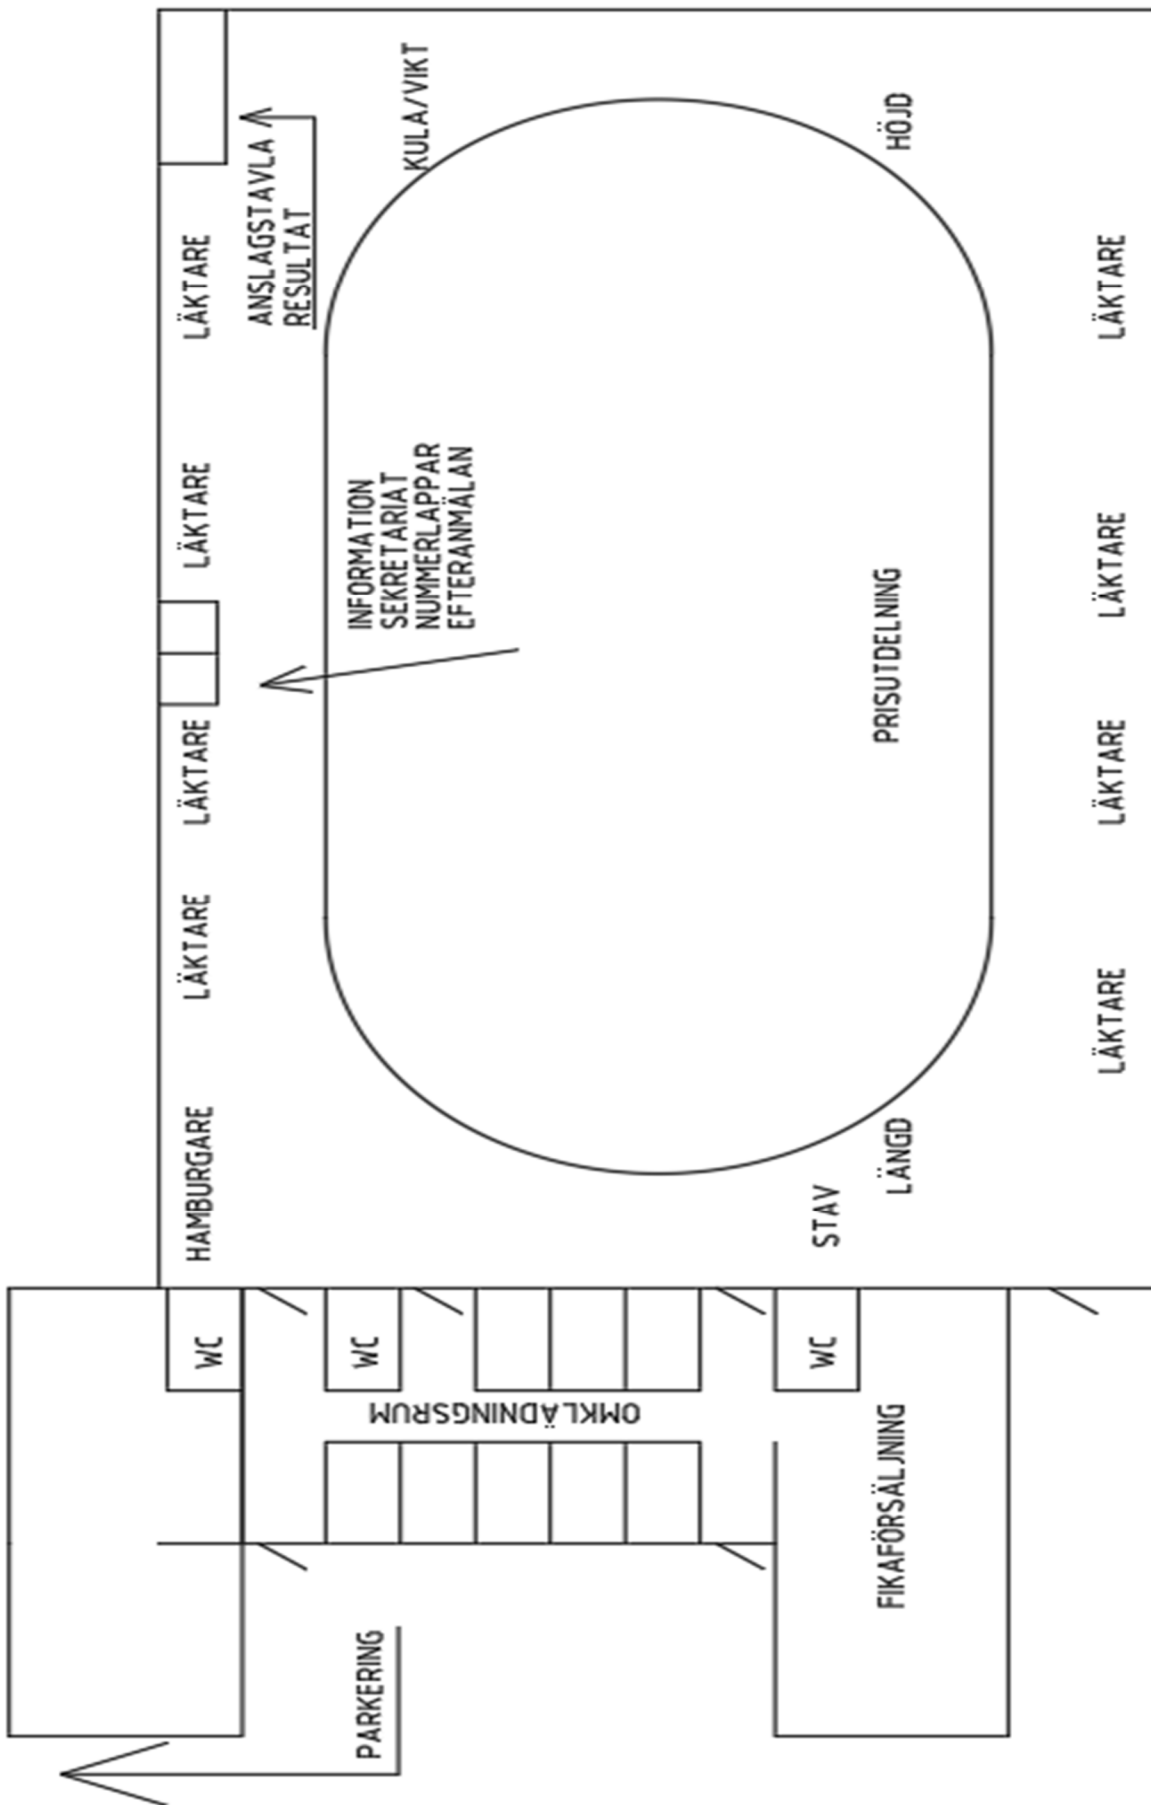 PARKERING
HAMBURGARE
LÄKTARE
LÄKTARE
LÄKTARE
LÄKTARE
ANSLAGSTAVLA /
RESULTAT
KULA/VIKT
INFORMATION
SEKRETARIAT
NUMMERLAPPAR
EFTERANMÄLAN
WC
WC
OMKLÄDNINGSRUM
WC
STAV
LÄNGD
PRISUTDELNING
HÖJD
FIKAFÖRSÄLJNING
LÄKTARE
LÄKTARE
LÄKTARE
LÄKTARE